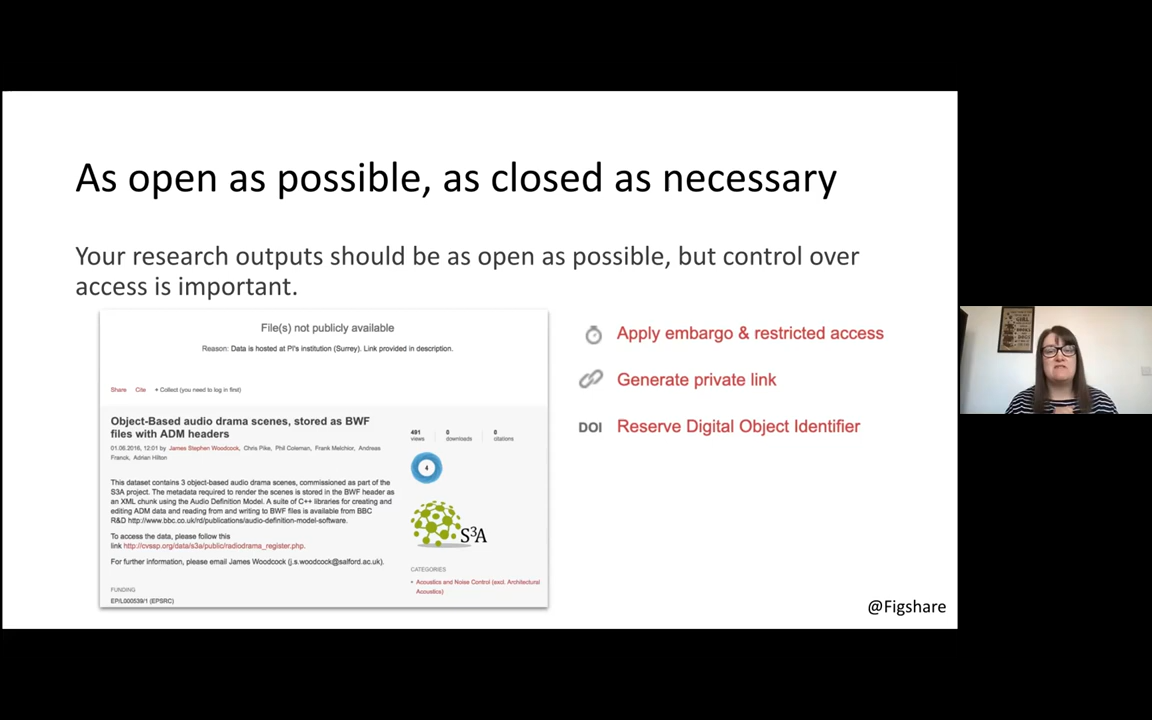 As open as possible, as closed as necessary
Your research outputs should be as open as possible, but control over
access is important.
File(s) not publicly available
Reason: Data is hosted at PI's institution (Surrey). Link provided in description.
Share Cite + Collect (you need to log in first)
Object-Based audio drama scenes, stored as BWF
files with ADM headers
01.06.2016, 12:01 by James Stephen Woodcock, Chris Pike, Phil Coleman, Frank Melchior, Andreas
Franck, Adrian Hilton
This dataset contains 3 object-based audio drama scenes, commissioned as part of the
S3A project. The metadata required to render the scenes is stored in the BWF header as
an XML chunk using the Audio Definition Model. A suite of C++ libraries for creating and
editing ADM data and reading from and writing to BWF files is available from BBC
R&D http://www.bbc.co.uk/rd/publications/audio-definition-model-software.
To access the data, please follow this
link http://cvssp.org/data/s3a/public/radiodrama_register.php.
For further information, please email James Woodcock (j.s.woodcock@salford.ac.uk).
FUNDING
EP/L000539/1 (EPSRC)
491 0 0
views downloads citations
4
S3A
CATEGORIES
• Acoustics and Noise Control (excl. Architectural
Acoustics)
Apply embargo & restricted access
Generate private link
DOI Reserve Digital Object Identifier
@Figshare